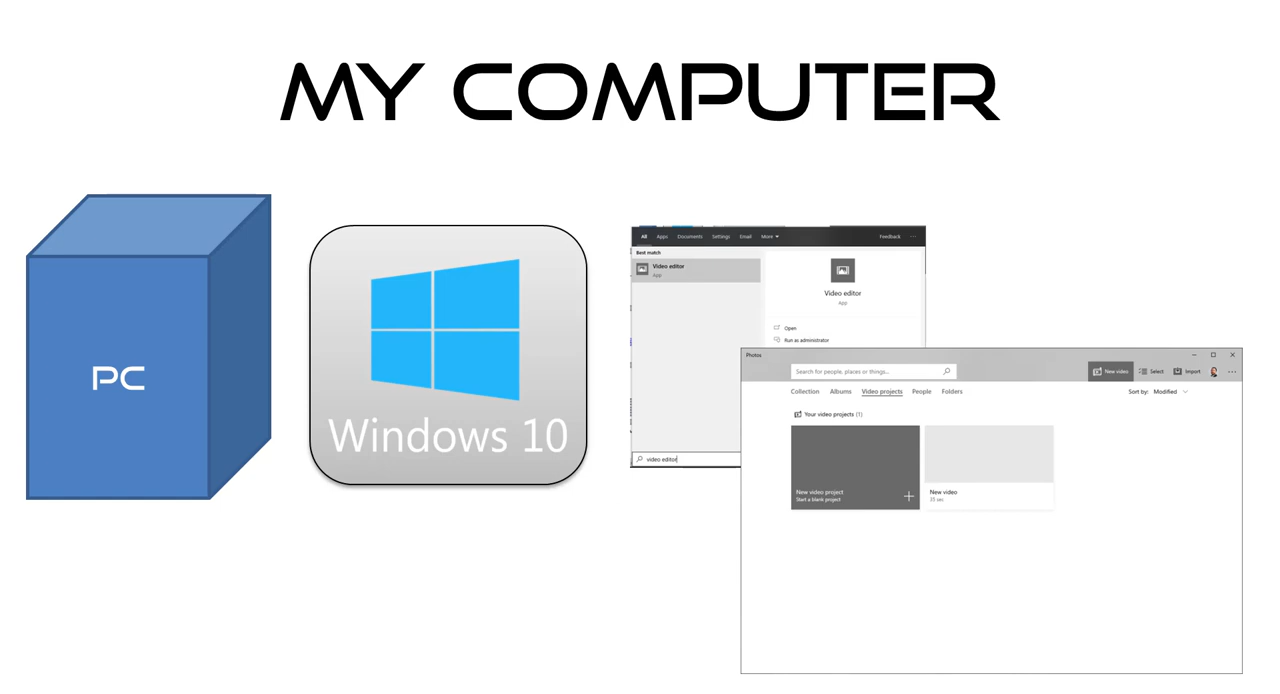 MY COMPUTER
PC
Windows 10
All Apps Documents Settings Email More Feedback ...
Best match
Video editor
App
Video editor
App
Open
Run as administrator
video editor
Photos
Search for people, places or things...
New video Select Import ...
Collection Albums Video projects People Folders
Sort by: Modified
Your video projects (1)
New video project
Start a blank project
New video
35 sec